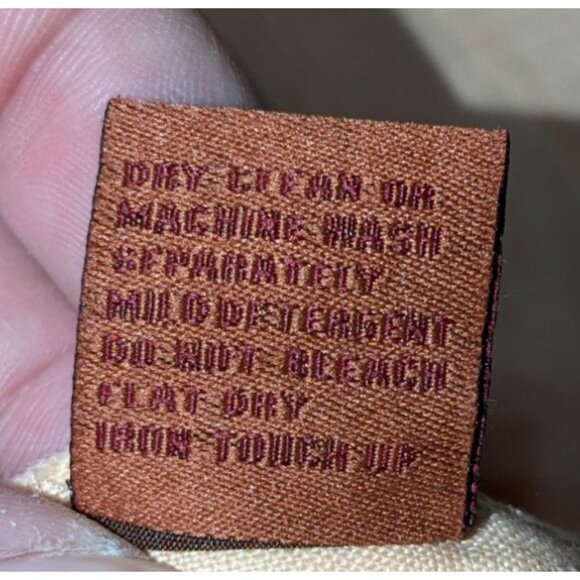 DRY CLEAN OR
MACHINE WASH
SEPARATELY
MILD DETERGENT
DO NOT BLEACH
FLAT DRY
IRON TOUCH UP